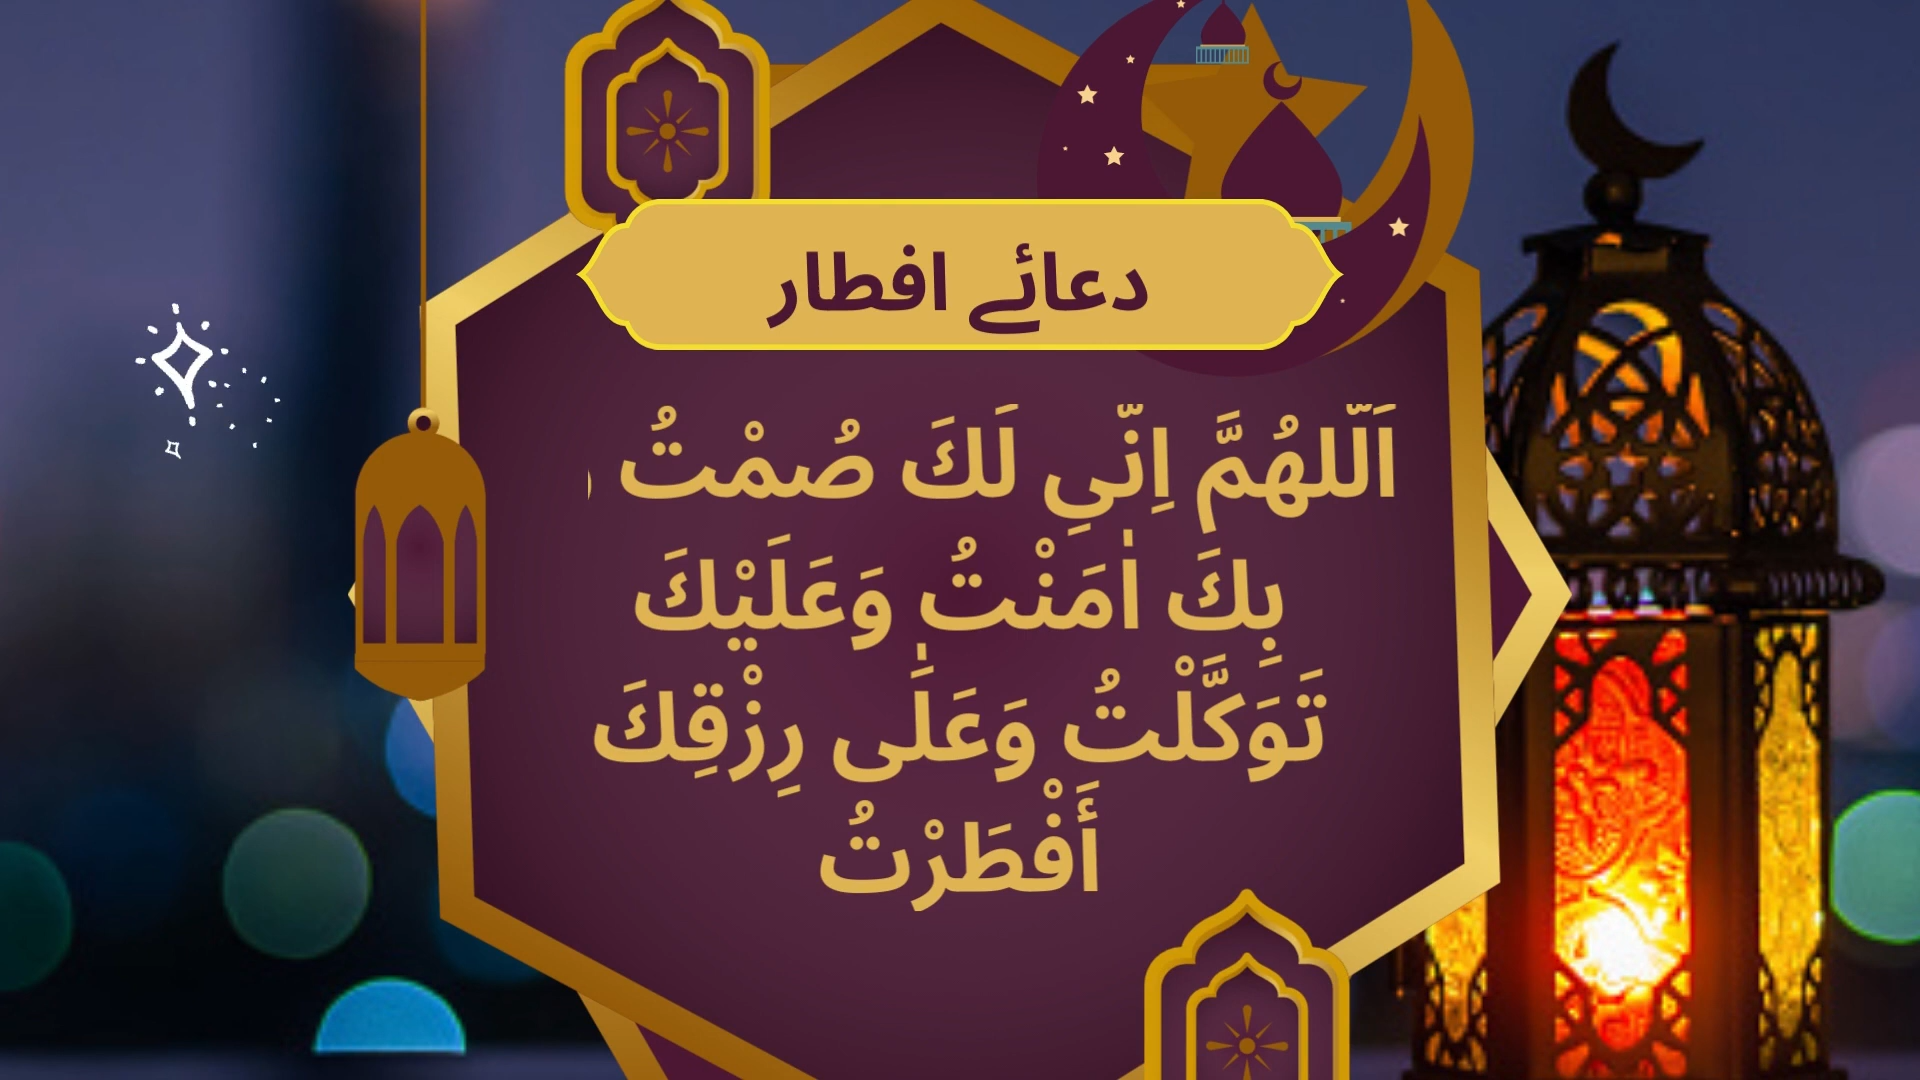 دعائے افطار
اَللّٰهُمَّ اِنِّي لَكَ صُمْتُ
بِكَ اٰمَنْتُ وَعَلَيْكَ
تَوَكَّلْتُ وَعَلٰى رِزْقِكَ
أَفْطَرْتُ